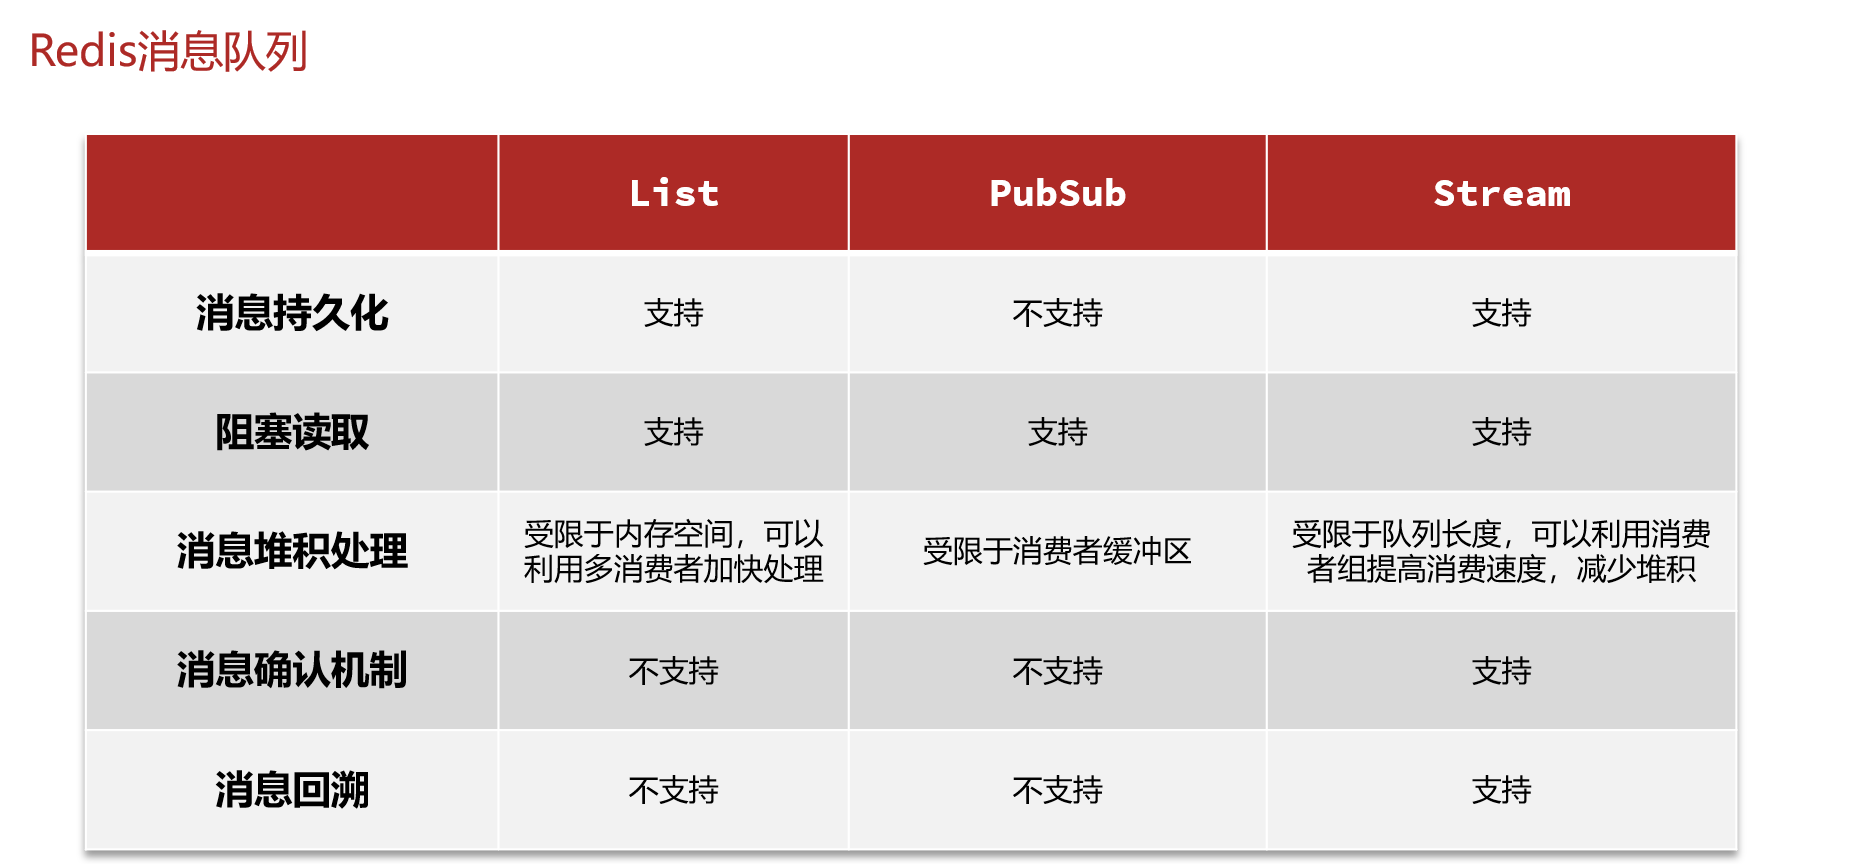 Redis消息队列
List PubSub Stream
消息持久化 支持 不支持 支持
阻塞读取 支持 支持 支持
消息堆积处理 受限于内存空间，可以
利用多消费者加快处理 受限于消费者缓冲区 受限于队列长度，可以利用消费
者组提高消费速度，减少堆积
消息确认机制 不支持 不支持 支持
消息回溯 不支持 不支持 支持